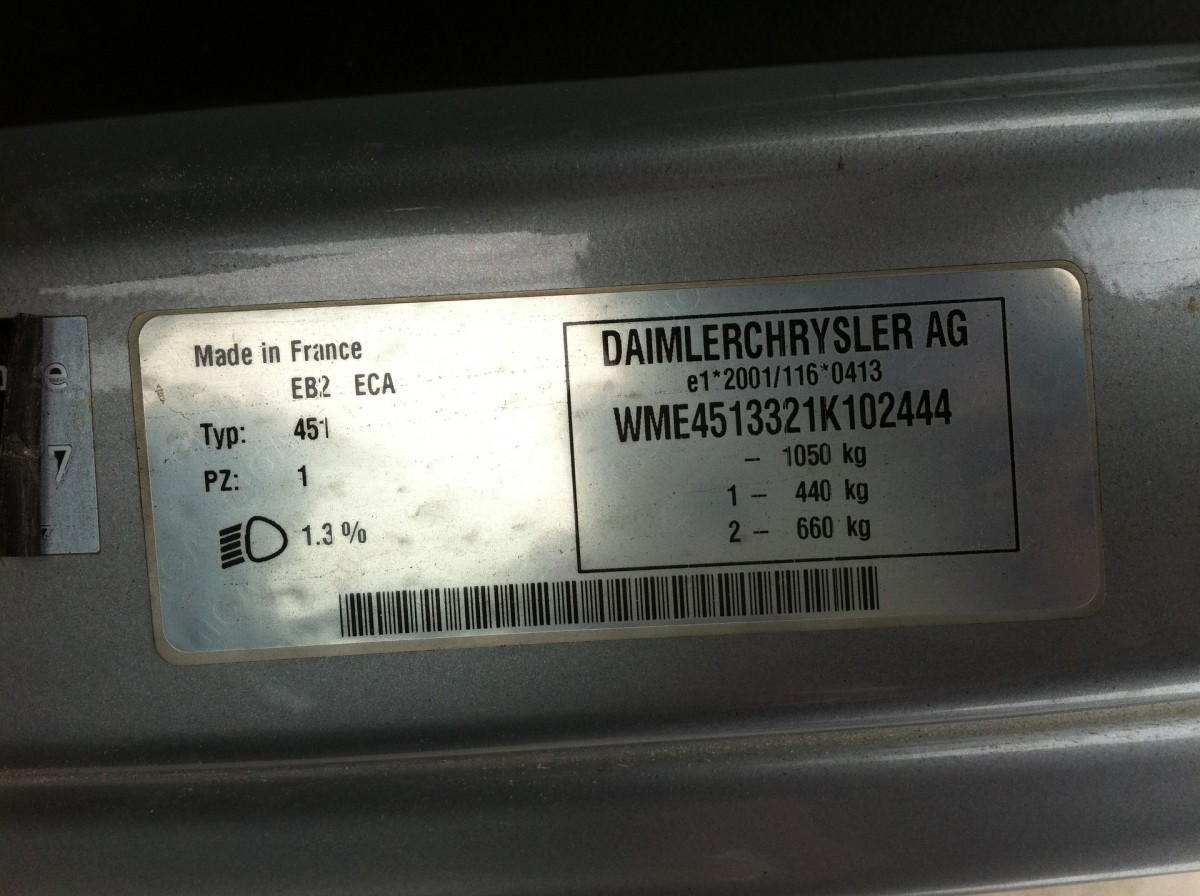 Made in France
EB2 ECA
Typ: 451
PZ: 1
1.3 %
DAIMLERCHRYSLER AG
e1*2001/116*0413
WME4513321K102444
– 1050 kg
1 – 440 kg
2 – 660 kg
e
7